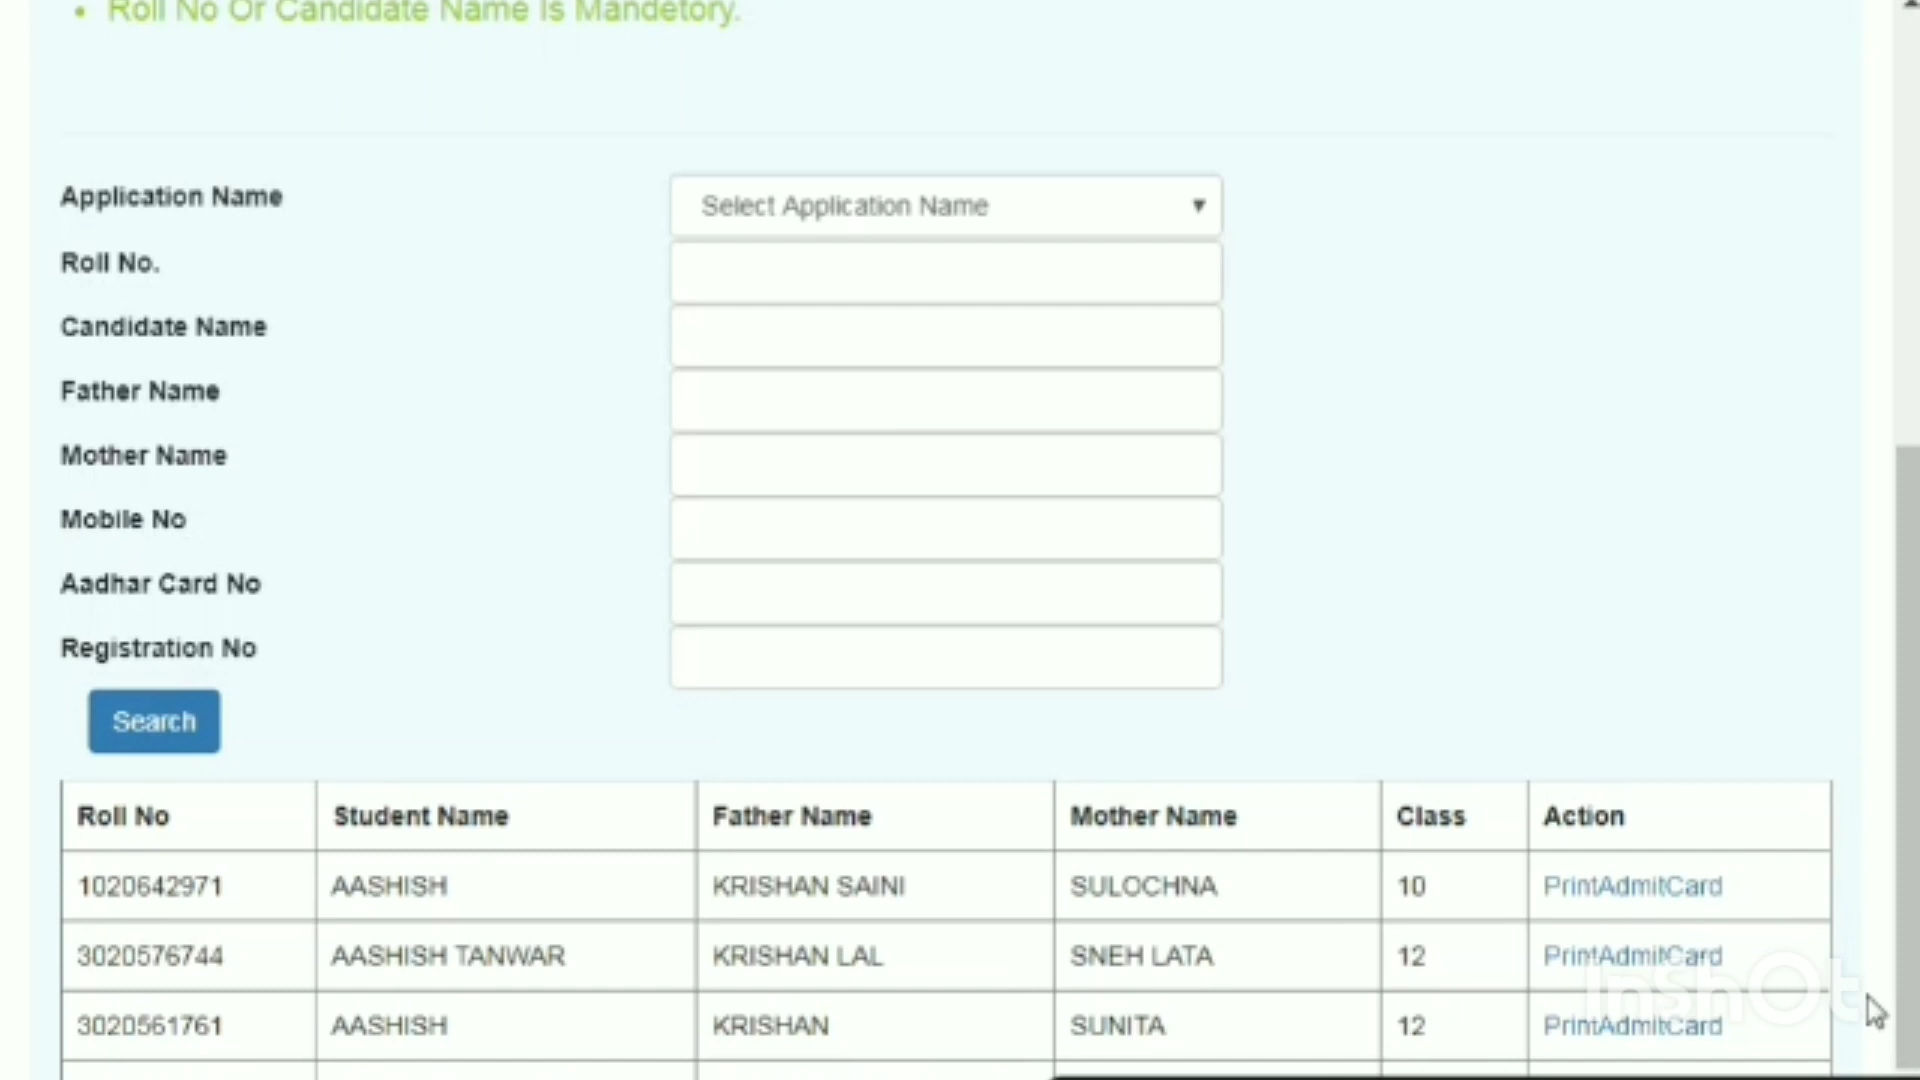 • Roll No Or Candidate Name Is Mandetory.
Application Name
Select Application Name ▼
Roll No.
Candidate Name
Father Name
Mother Name
Mobile No
Aadhar Card No
Registration No
Search
Roll No Student Name Father Name Mother Name Class Action
1020642971 AASHISH KRISHAN SAINI SULOCHNA 10 PrintAdmitCard
3020576744 AASHISH TANWAR KRISHAN LAL SNEH LATA 12 PrintAdmitCard
3020561761 AASHISH KRISHAN SUNITA 12 PrintAdmitCard
InShOt